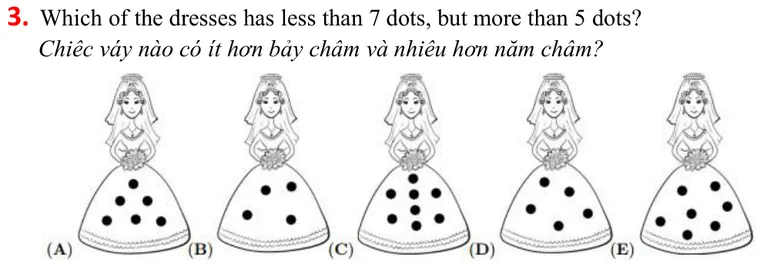 3. Which of the dresses has less than 7 dots, but more than 5 dots?
Chiêc váy nào có ít hơn bảy châm và nhiêu hơn năm châm?
(A) (B) (C) (D) (E)